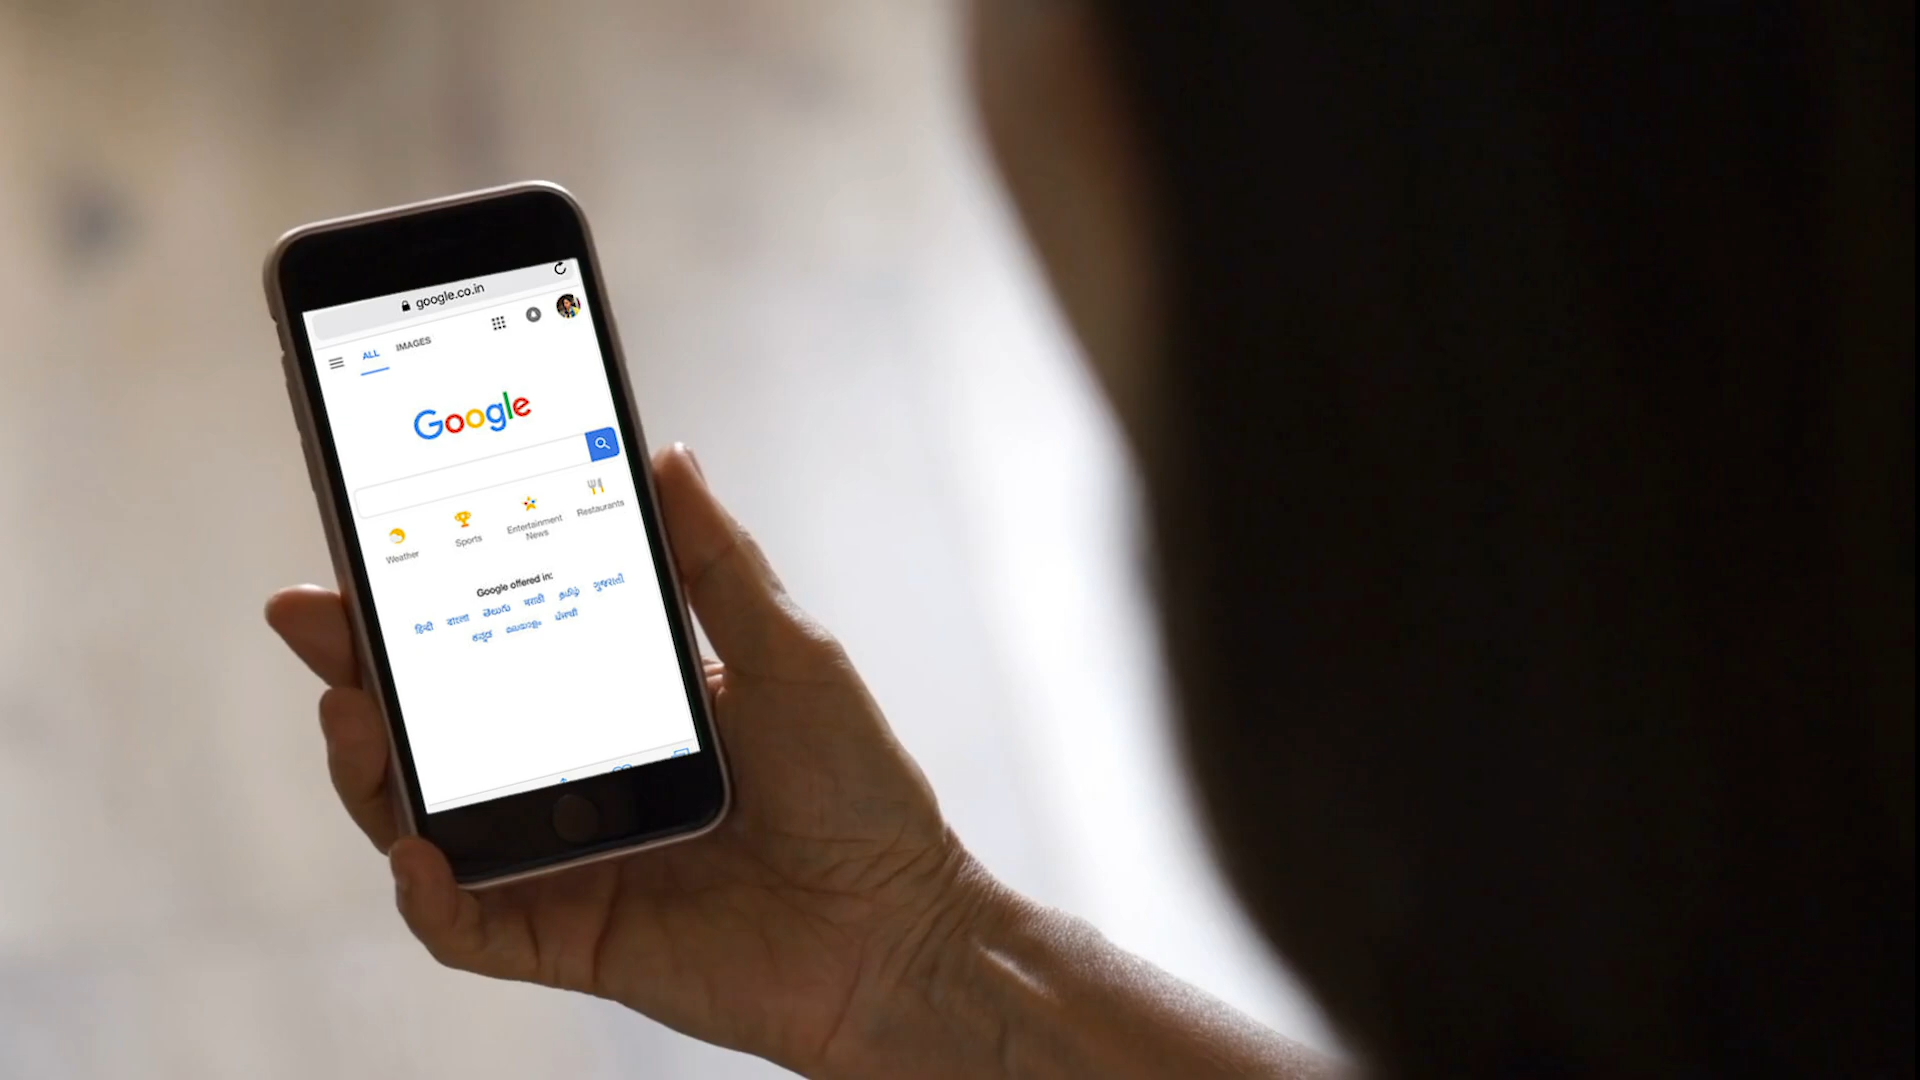 google.co.in
ALL IMAGES
Google
Weather Sports Entertainment News Restaurants
Google offered in:
हिन्दी বাংলা తెలుగు मराठी தமிழ் ગુજરાતી
ಕನ್ನಡ മലയാളം ਪੰਜਾਬੀ